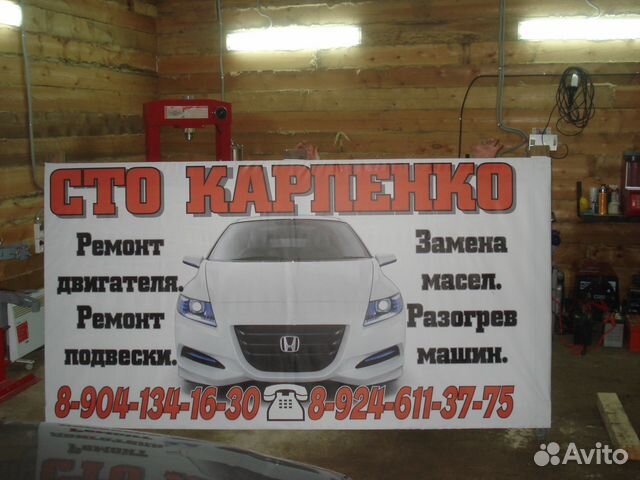 СТО КАРПЕНКО
Ремонт
двигателя.
Ремонт
подвески.
Замена
масел.
Разогрев
машин.
8-904-134-16-30
8-924-611-37-75
Avito